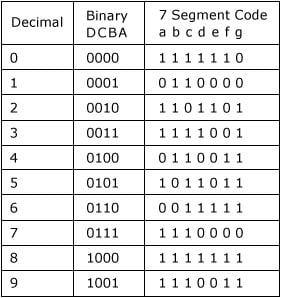 Decimal Binary D C B A 7 Segment Code a b c d e f g
0 0000 1 1 1 1 1 1 0
1 0001 0 1 1 0 0 0 0
2 0010 1 1 0 1 1 0 1
3 0011 1 1 1 1 0 0 1
4 0100 0 1 1 0 0 1 1
5 0101 1 0 1 1 0 1 1
6 0110 0 0 1 1 1 1 1
7 0111 1 1 1 0 0 0 0
8 1000 1 1 1 1 1 1 1
9 1001 1 1 1 0 0 1 1